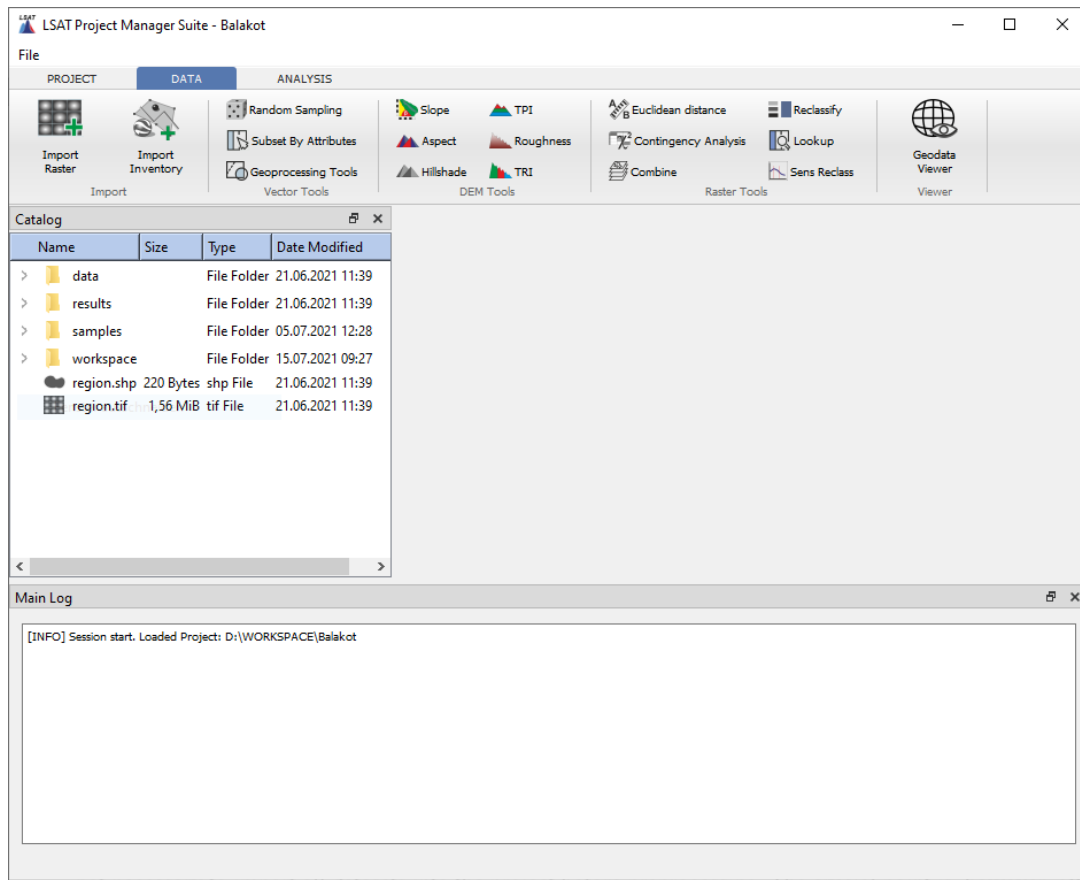 LSAT
LSAT Project Manager Suite - Balakot
File
PROJECT DATA ANALYSIS
Import Raster
Import Inventory
Import
Random Sampling
Subset By Attributes
Geoprocessing Tools
Vector Tools
Slope TPI
Aspect Roughness
Hillshade TRI
DEM Tools
A B Euclidean distance Reclassify
χ² Contingency Analysis Lookup
Combine Sens Reclass
Raster Tools
Geodata Viewer
Viewer
Catalog
Name Size Type Date Modified
data File Folder 21.06.2021 11:39
results File Folder 21.06.2021 11:39
samples File Folder 05.07.2021 12:28
workspace File Folder 15.07.2021 09:27
region.shp 220 Bytes shp File 21.06.2021 11:39
region.tif 1,56 MiB tif File 21.06.2021 11:39
Main Log
[INFO] Session start. Loaded Project: D:\WORKSPACE\Balakot